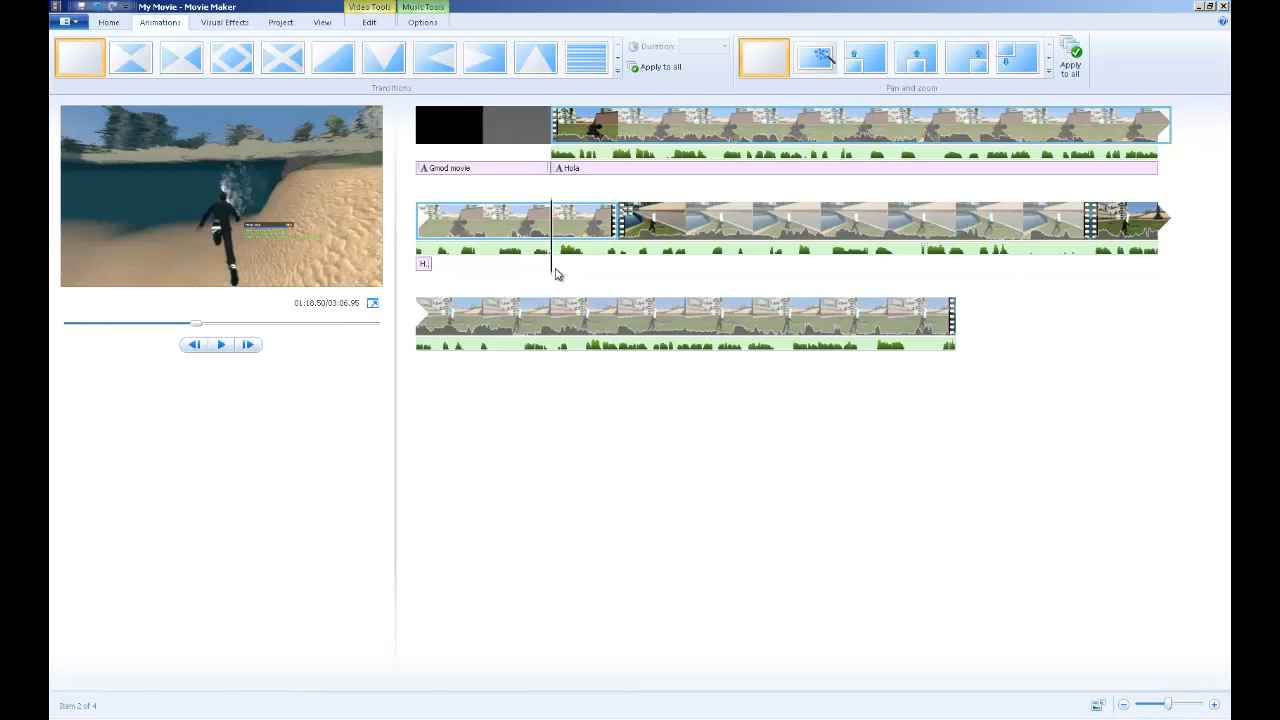 My Movie - Movie Maker
Video Tools
Music Tools
Home
Animations
Visual Effects
Project
View
Edit
Options
Duration:
Apply to all
Apply
to all
Transitions
Pan and zoom
Gmod movie
Hola
H..
01:18.50/03:06.95
Item 2 of 4